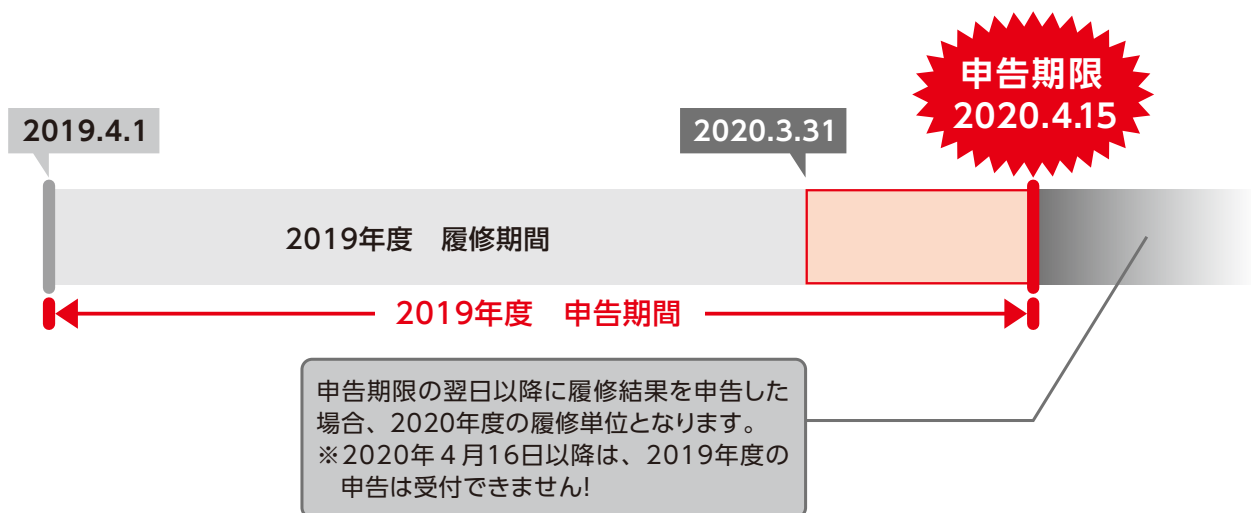 申告期限
2020.4.15
2019.4.1
2020.3.31
2019年度　履修期間
2019年度　申告期間
申告期限の翌日以降に履修結果を申告した
場合、2020年度の履修単位となります。
※2020年４月16日以降は、2019年度の
申告は受付できません!